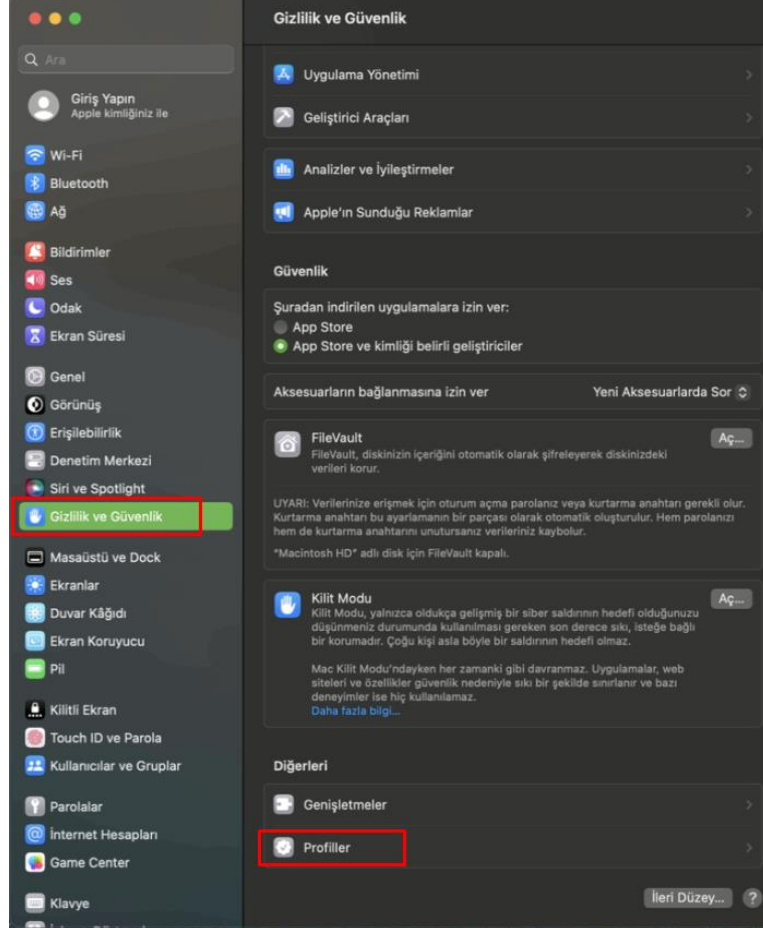 Gizlilik ve Güvenlik
Ara
Giriş Yapın
Apple kimliğiniz ile
Wi-Fi
Bluetooth
Ağ
Bildirimler
Ses
Odak
Ekran Süresi
Genel
Görünüş
Erişilebilirlik
Denetim Merkezi
Siri ve Spotlight
Gizlilik ve Güvenlik
Masaüstü ve Dock
Ekranlar
Duvar Kâğıdı
Ekran Koruyucu
Pil
Kilitli Ekran
Touch ID ve Parola
Kullanıcılar ve Gruplar
Parolalar
İnternet Hesapları
Game Center
Klavye
Uygulama Yönetimi
Geliştirici Araçları
Analizler ve İyileştirmeler
Apple'ın Sunduğu Reklamlar
Güvenlik
Şuradan indirilen uygulamalara izin ver:
App Store
App Store ve kimliği belirli geliştiriciler
Aksesuarların bağlanmasına izin ver Yeni Aksesuarlarda Sor
FileVault Aç...
FileVault, diskinizin içeriğini otomatik olarak şifreleyerek diskinizdeki
verileri korur.
UYARI: Verilerinize erişmek için oturum açma parolanız veya kurtarma anahtarı gerekli olur.
Kurtarma anahtarı bu ayarlamanın bir parçası olarak otomatik oluşturulur. Hem parolanızı
hem de kurtarma anahtarını unutursanız verileriniz kaybolur.
"Macintosh HD" adlı disk için FileVault kapalı.
Kilit Modu Aç...
Kilit Modu, yalnızca oldukça gelişmiş bir siber saldırının hedefi olduğunuzu
düşünmeniz durumunda kullanılması gereken son derece sıkı, isteğe bağlı
bir korumadır. Çoğu kişi asla böyle bir saldırının hedefi olmaz.
Mac Kilit Modu'ndayken her zamanki gibi davranmaz. Uygulamalar, web
siteleri ve özellikler güvenlik nedeniyle sıkı bir şekilde sınırlanır ve bazı
deneyimler ise hiç kullanılamaz.
Daha fazla bilgi...
Diğerleri
Genişletmeler
Profiller
İleri Düzey... ?